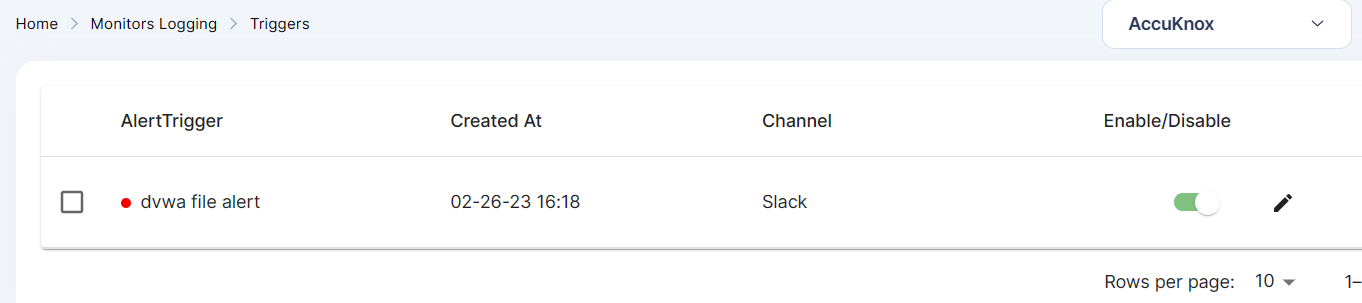 Home > Monitors Logging > Triggers
AccuKnox
AlertTrigger Created At Channel Enable/Disable
dvwa file alert 02-26-23 16:18 Slack
Rows per page: 10 1–